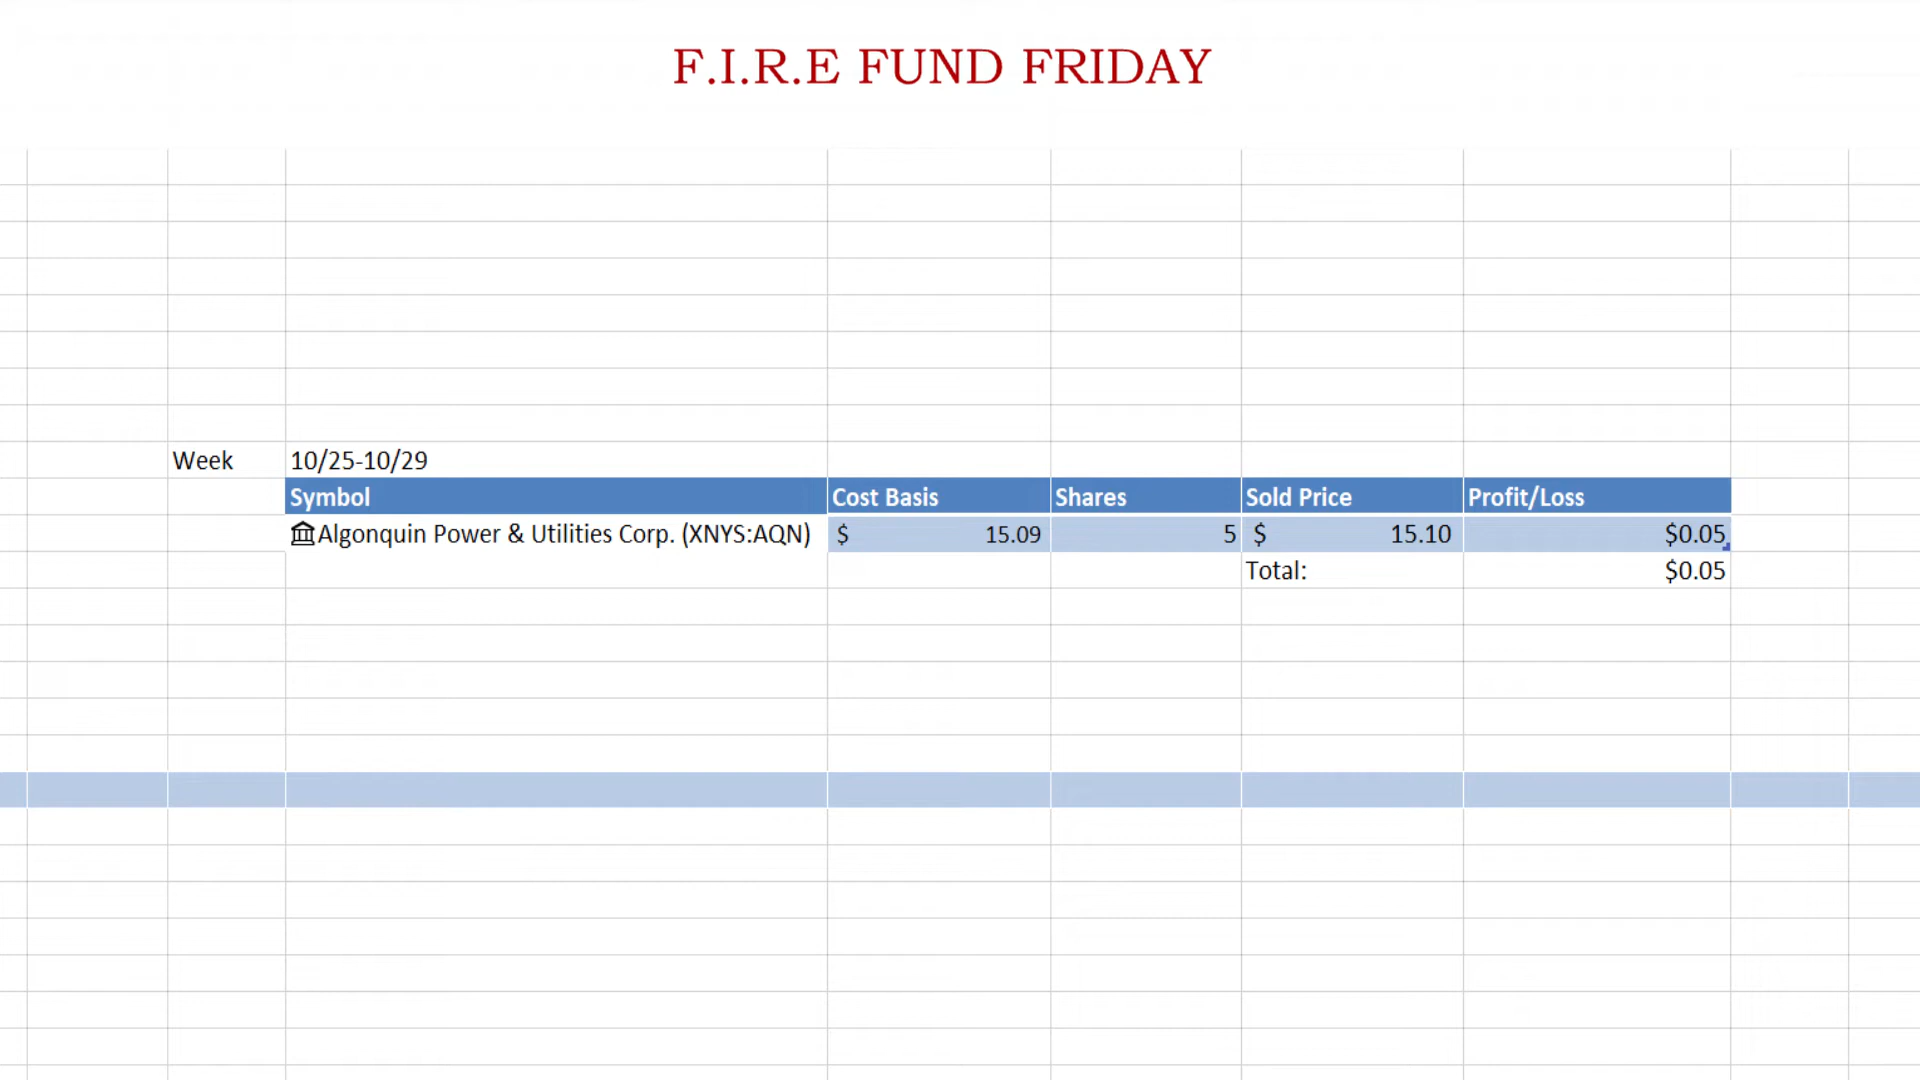 F.I.R.E FUND FRIDAY
Week 10/25-10/29
Symbol Cost Basis Shares Sold Price Profit/Loss
Algonquin Power & Utilities Corp. (XNYS:AQN) $ 15.09 5 $ 15.10 $0.05
Total: $0.05